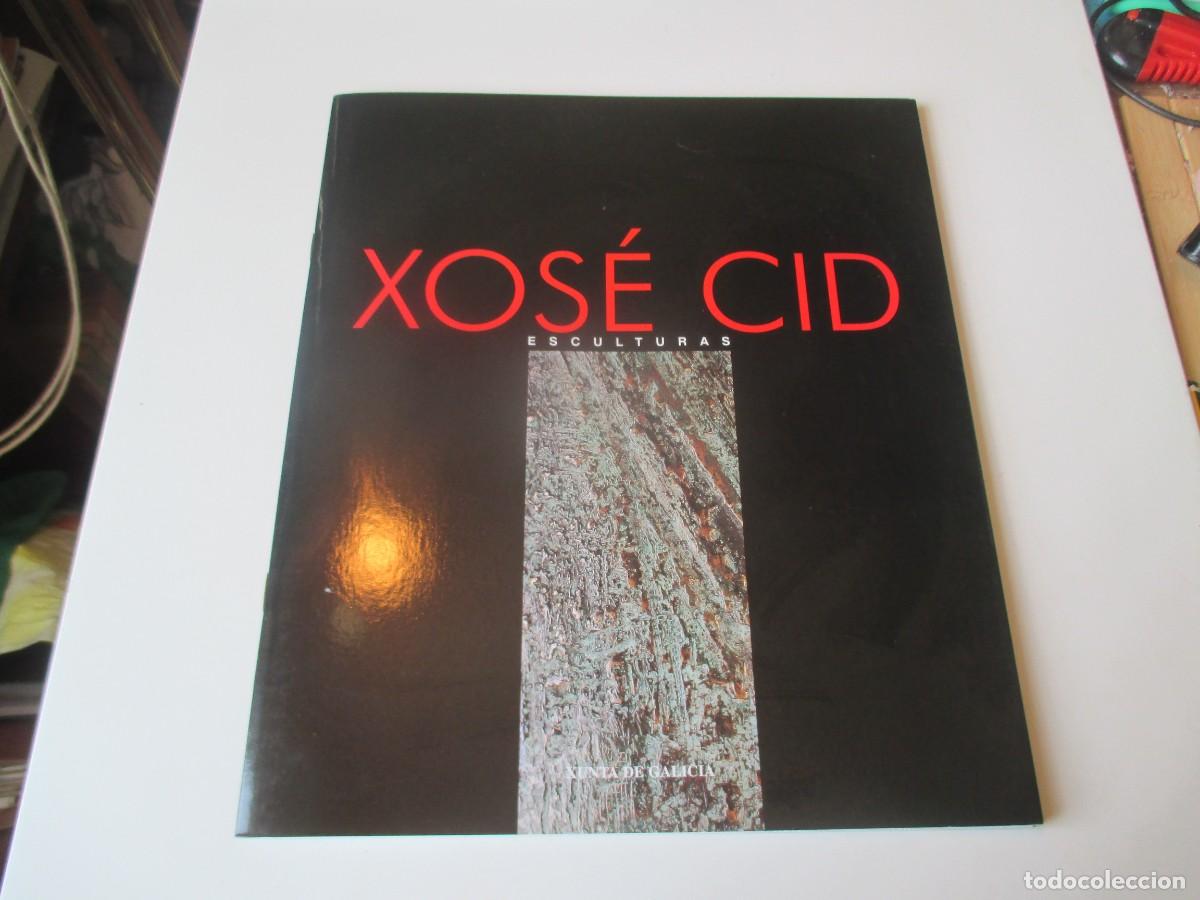 XOSÉ CID
ESCULTURAS
XUNTA DE GALICIA
todocoleccion